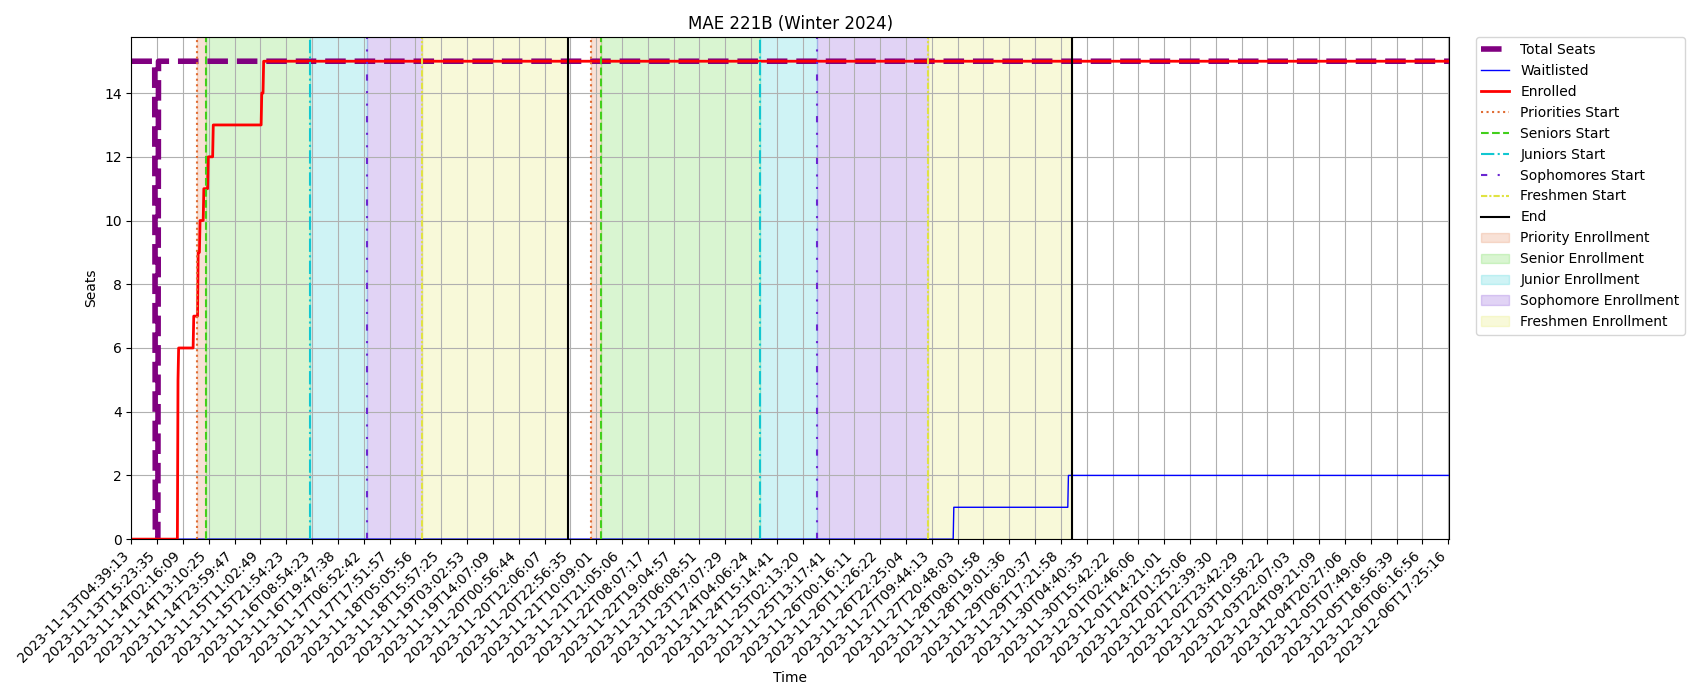 MAE 221B (Winter 2024)
Seats
14
12
10
8
6
4
2
0
2023-11-13T04:39:13
2023-11-13T15:23:35
2023-11-14T02:16:09
2023-11-14T13:10:25
2023-11-14T23:59:47
2023-11-15T11:02:49
2023-11-15T21:54:23
2023-11-16T08:54:23
2023-11-16T19:47:38
2023-11-17T06:52:42
2023-11-17T17:51:57
2023-11-18T05:05:56
2023-11-18T15:57:25
2023-11-19T03:02:53
2023-11-19T14:07:09
2023-11-20T00:56:44
2023-11-20T12:06:07
2023-11-20T22:56:35
2023-11-21T10:09:01
2023-11-21T21:05:06
2023-11-22T08:07:17
2023-11-22T19:04:57
2023-11-23T06:08:51
2023-11-23T17:07:29
2023-11-24T04:06:24
2023-11-24T15:14:41
2023-11-25T02:13:20
2023-11-25T13:17:41
2023-11-26T00:16:11
2023-11-26T11:26:22
2023-11-26T22:25:04
2023-11-27T09:44:13
2023-11-27T20:48:03
2023-11-28T08:01:58
2023-11-28T19:01:36
2023-11-29T06:20:37
2023-11-29T17:21:58
2023-11-30T04:40:35
2023-11-30T15:42:22
2023-12-01T02:46:06
2023-12-01T14:21:01
2023-12-02T01:25:06
2023-12-02T12:39:30
2023-12-02T23:42:29
2023-12-03T10:58:22
2023-12-03T22:07:03
2023-12-04T09:21:09
2023-12-04T20:27:06
2023-12-05T07:49:06
2023-12-05T18:56:39
2023-12-06T06:16:56
2023-12-06T17:25:16
Time
Total Seats
Waitlisted
Enrolled
Priorities Start
Seniors Start
Juniors Start
Sophomores Start
Freshmen Start
End
Priority Enrollment
Senior Enrollment
Junior Enrollment
Sophomore Enrollment
Freshmen Enrollment